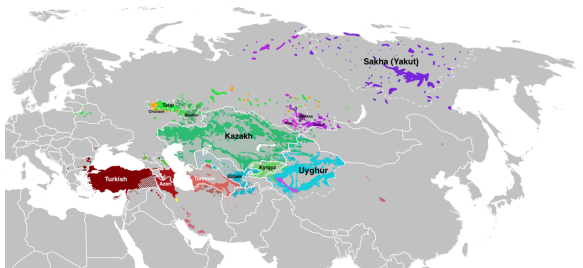 Sakha (Yakut)
Tatar
Chuvash
Bashkir
Kazakh
Kyrgyz
Uyghur
Uzbek
Turkmen
Turkish
Azeri